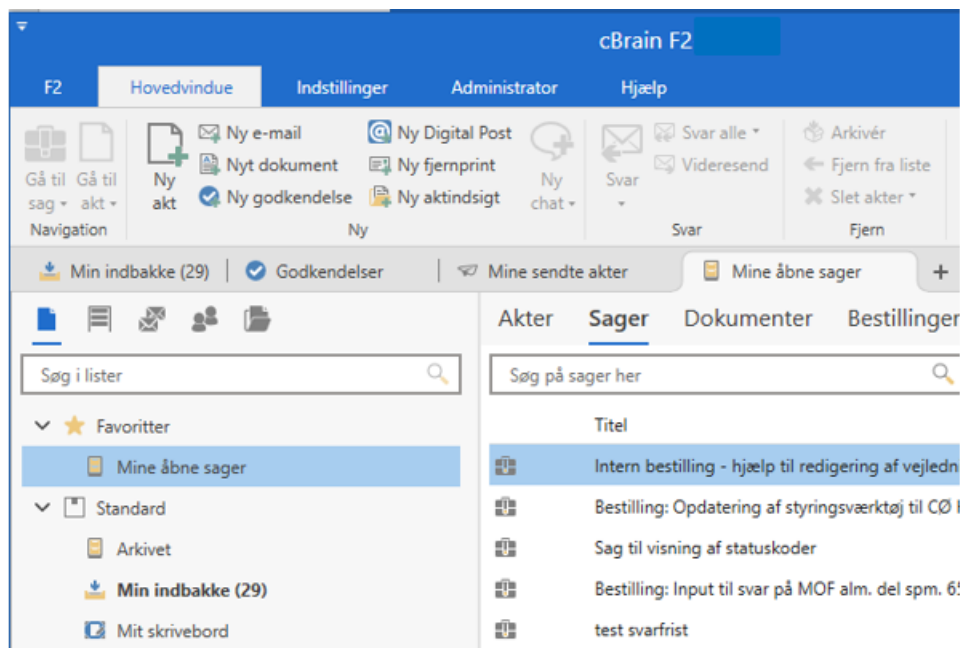 cBrain F2
F2 Hovedvindue Indstillinger Administrator Hjælp
Gå til sag Gå til akt
Navigation
Ny akt
Ny e-mail
Nyt dokument
Ny godkendelse
Ny Digital Post
Ny fjernprint
Ny aktindsigt
Ny chat
Ny
Svar
Svar alle
Videresend
Svar
Arkivér
Fjern fra liste
Slet akter
Fjern
Min indbakke (29) Godkendelser Mine sendte akter Mine åbne sager +
Søg i lister
Favoritter
Mine åbne sager
Standard
Arkivet
Min indbakke (29)
Mit skrivebord
Akter Sager Dokumenter Bestillinger
Søg på sager her
Titel
Intern bestilling - hjælp til redigering af vejledn
Bestilling: Opdatering af styringsværktøj til CØ
Sag til visning af statuskoder
Bestilling: Input til svar på MOF alm. del spm. 65
test svarfrist